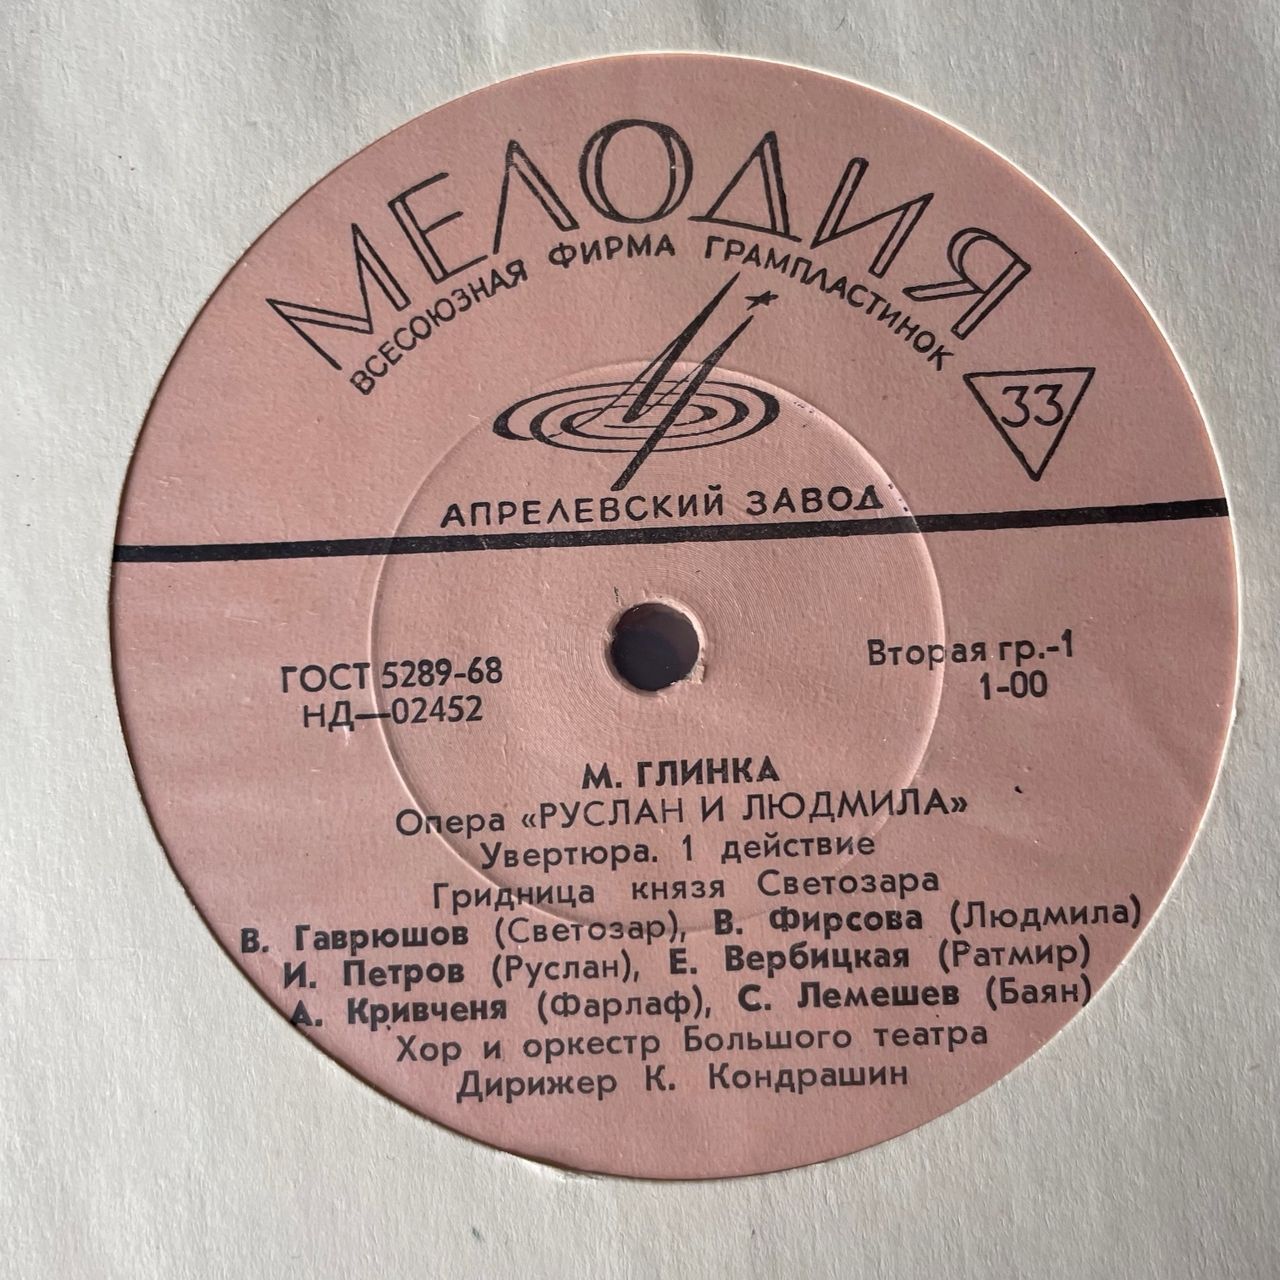 МЕЛОДИЯ
ВСЕСОЮЗНАЯ ФИРМА ГРАМПЛАСТИНОК
33
АПРЕЛЕВСКИЙ ЗАВОД
ГОСТ 5289-68
НД—02452
Вторая гр.-1
1-00
М. ГЛИНКА
Опера «РУСЛАН И ЛЮДМИЛА»
Увертюра. 1 действие
Гридница князя Светозара
В. Гаврюшов (Светозар), В. Фирсова (Людмила)
И. Петров (Руслан), Е. Вербицкая (Ратмир)
А. Кривченя (Фарлаф), С. Лемешев (Баян)
Хор и оркестр Большого театра
Дирижер К. Кондрашин